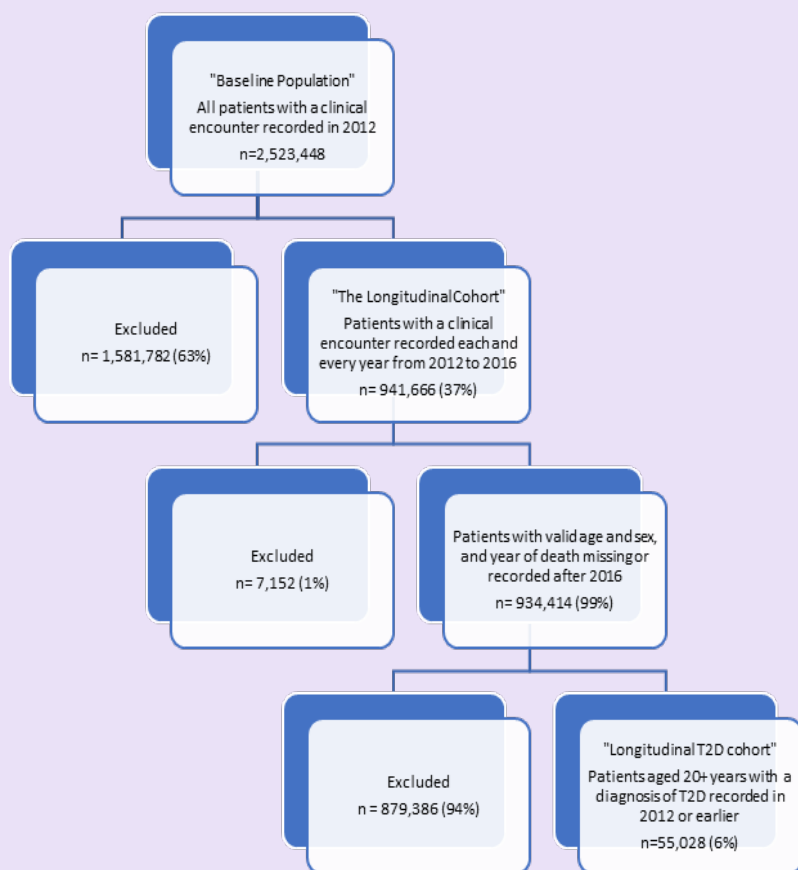 "Baseline Population"
All patients with a clinical
encounter recorded in 2012
n=2,523,448
Excluded
n= 1,581,782 (63%)
"The Longitudinal Cohort"
Patients with a clinical
encounter recorded each and
every year from 2012 to 2016
n= 941,666 (37%)
Excluded
n= 7,152 (1%)
Patients with valid age and sex,
and year of death missing or
recorded after 2016
n= 934,414 (99%)
Excluded
n = 879,386 (94%)
"Longitudinal T2D cohort"
Patients aged 20+ years with a
diagnosis of T2D recorded in
2012 or earlier
n=55,028 (6%)